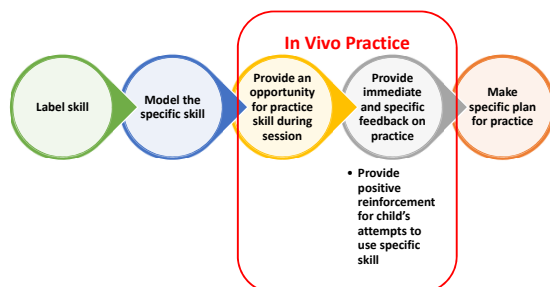 In Vivo Practice
Label skill
Model the
specific skill
Provide an
opportunity
for practice
skill during
session
Provide
immediate
and specific
feedback on
practice
Make
specific plan
for practice
• Provide
positive
reinforcement
for child's
attempts to
use specific
skill